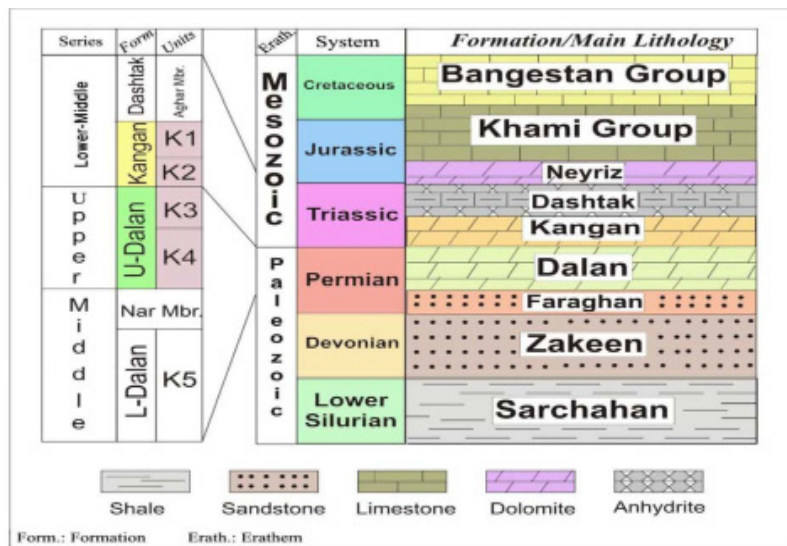 Series Form Units Erath. System Formation/Main Lithology
Lower-Middle
Dashtak
Aghar Mbr.
Kangan
K1
K2
Upper
U-Dalan
K3
K4
Middle
Nar Mbr.
L-Dalan
K5
Mesozoic
Paleozoic
Cretaceous
Jurassic
Triassic
Permian
Devonian
Lower
Silurian
Bangestan Group
Khami Group
Neyriz
Dashtak
Kangan
Dalan
Faraghan
Zakeen
Sarchahan
Shale Sandstone Limestone Dolomite Anhydrite
Form.: Formation Erath.: Erathem